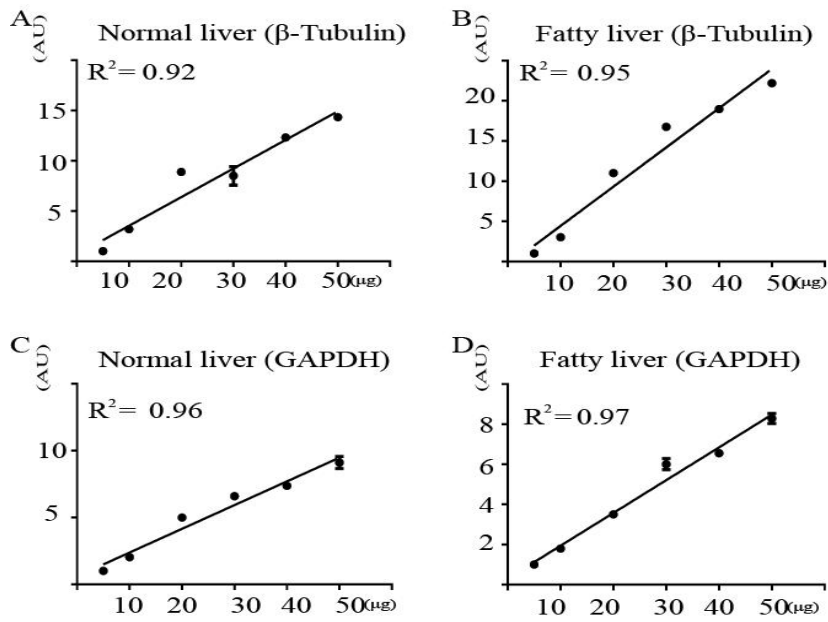 A
(AU)
Normal liver (β-Tubulin)
R²= 0.92
15
10
5
10 20 30 40 50(μg)
B
(AU)
Fatty liver (β-Tubulin)
R²= 0.95
20
15
10
5
10 20 30 40 50(μg)
C
(AU)
Normal liver (GAPDH)
R²= 0.96
10
5
10 20 30 40 50(μg)
D
(AU)
Fatty liver (GAPDH)
R²= 0.97
8
6
4
2
10 20 30 40 50(μg)